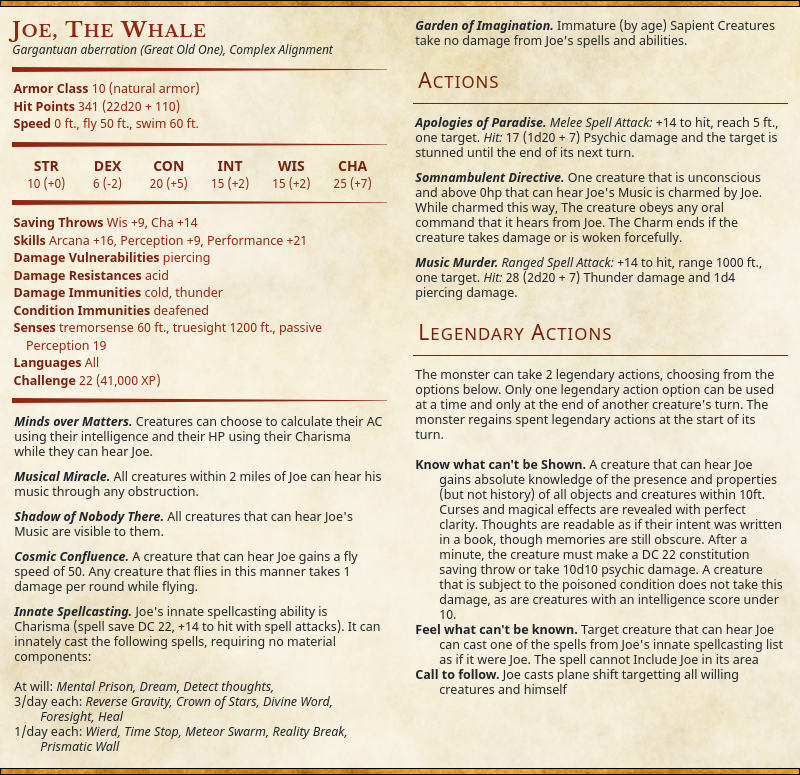 Joe, The Whale
Gargantuan aberration (Great Old One), Complex Alignment
Armor Class 10 (natural armor)
Hit Points 341 (22d20 + 110)
Speed 0 ft., fly 50 ft., swim 60 ft.
STR DEX CON INT WIS CHA
10 (+0) 6 (-2) 20 (+5) 15 (+2) 15 (+2) 25 (+7)
Saving Throws Wis +9, Cha +14
Skills Arcana +16, Perception +9, Performance +21
Damage Vulnerabilities piercing
Damage Resistances acid
Damage Immunities cold, thunder
Condition Immunities deafened
Senses tremorsense 60 ft., truesight 1200 ft., passive
Perception 19
Languages All
Challenge 22 (41,000 XP)
Minds over Matters. Creatures can choose to calculate their AC
using their intelligence and their HP using their Charisma
while they can hear Joe.
Musical Miracle. All creatures within 2 miles of Joe can hear his
music through any obstruction.
Shadow of Nobody There. All creatures that can hear Joe's
Music are visible to them.
Cosmic Confluence. A creature that can hear Joe gains a fly
speed of 50. Any creature that flies in this manner takes 1
damage per round while flying.
Innate Spellcasting. Joe's innate spellcasting ability is
Charisma (spell save DC 22, +14 to hit with spell attacks). It can
innately cast the following spells, requiring no material
components:
At will: Mental Prison, Dream, Detect thoughts,
3/day each: Reverse Gravity, Crown of Stars, Divine Word,
Foresight, Heal
1/day each: Wierd, Time Stop, Meteor Swarm, Reality Break,
Prismatic Wall
Garden of Imagination. Immature (by age) Sapient Creatures
take no damage from Joe's spells and abilities.
Actions
Apologies of Paradise. Melee Spell Attack: +14 to hit, reach 5 ft.,
one target. Hit: 17 (1d20 + 7) Psychic damage and the target is
stunned until the end of its next turn.
Somnambulent Directive. One creature that is unconscious
and above 0hp that can hear Joe's Music is charmed by Joe.
While charmed this way, The creature obeys any oral
command that it hears from Joe. The Charm ends if the
creature takes damage or is woken forcefully.
Music Murder. Ranged Spell Attack: +14 to hit, range 1000 ft.,
one target. Hit: 28 (2d20 + 7) Thunder damage and 1d4
piercing damage.
Legendary Actions
The monster can take 2 legendary actions, choosing from the
options below. Only one legendary action option can be used
at a time and only at the end of another creature's turn. The
monster regains spent legendary actions at the start of its
turn.
Know what can't be Shown. A creature that can hear Joe
gains absolute knowledge of the presence and properties
(but not history) of all objects and creatures within 10ft.
Curses and magical effects are revealed with perfect
clarity. Thoughts are readable as if their intent was written
in a book, though memories are still obscure. After a
minute, the creature must make a DC 22 constitution
saving throw or take 10d10 psychic damage. A creature
that is subject to the poisoned condition does not take this
damage, as are creatures with an intelligence score under
10.
Feel what can't be known. Target creature that can hear Joe
can cast one of the spells from Joe's innate spellcasting list
as if it were Joe. The spell cannot Include Joe in its area
Call to follow. Joe casts plane shift targetting all willing
creatures and himself